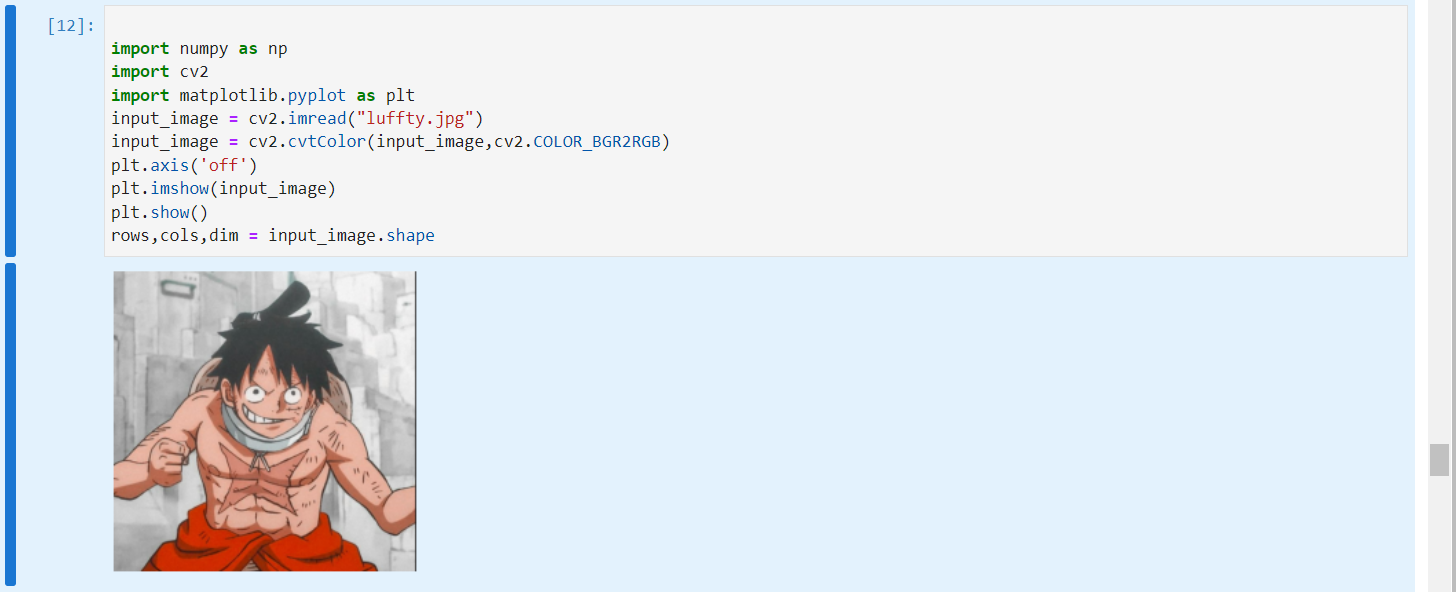 [12]:
import numpy as np
import cv2
import matplotlib.pyplot as plt
input_image = cv2.imread("luffty.jpg")
input_image = cv2.cvtColor(input_image,cv2.COLOR_BGR2RGB)
plt.axis('off')
plt.imshow(input_image)
plt.show()
rows,cols,dim = input_image.shape